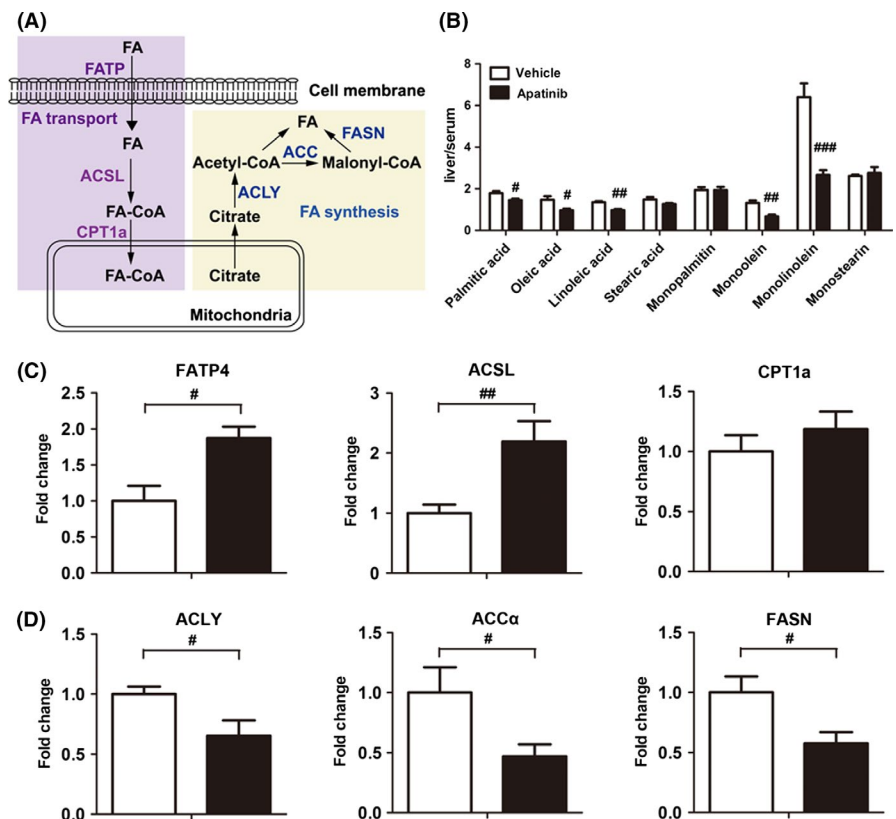 (A)
FA
FATP
Cell membrane
FA transport
FA
ACSL
FA-CoA
CPT1a
FA-CoA
FA
FASN
Acetyl-CoA
ACC
Malonyl-CoA
ACLY
Citrate
FA synthesis
Citrate
Mitochondria
(B)
Vehicle
Apatinib
liver/serum
8
6
4
2
0
#
#
##
##
###
Palmitic acid
Oleic acid
Linoleic acid
Stearic acid
Monopalmitin
Monoolein
Monolinolein
Monostearin
(C)
FATP4
Fold change
2.5
2.0
1.5
1.0
0.5
0.0
#
ACSL
Fold change
3
2
1
0
##
CPT1a
Fold change
1.5
1.0
0.5
0.0
(D)
ACLY
Fold change
1.5
1.0
0.5
0.0
#
ACCα
Fold change
1.5
1.0
0.5
0.0
#
FASN
Fold change
1.5
1.0
0.5
0.0
#